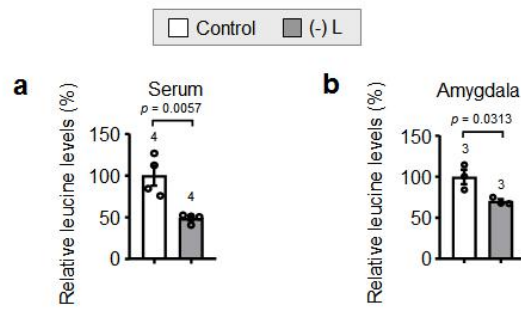 Control (-) L
a
Serum
p = 0.0057
Relative leucine levels (%)
150
100
50
0
4
4
b
Amygdala
p = 0.0313
Relative leucine levels (%)
150
100
50
0
3
3